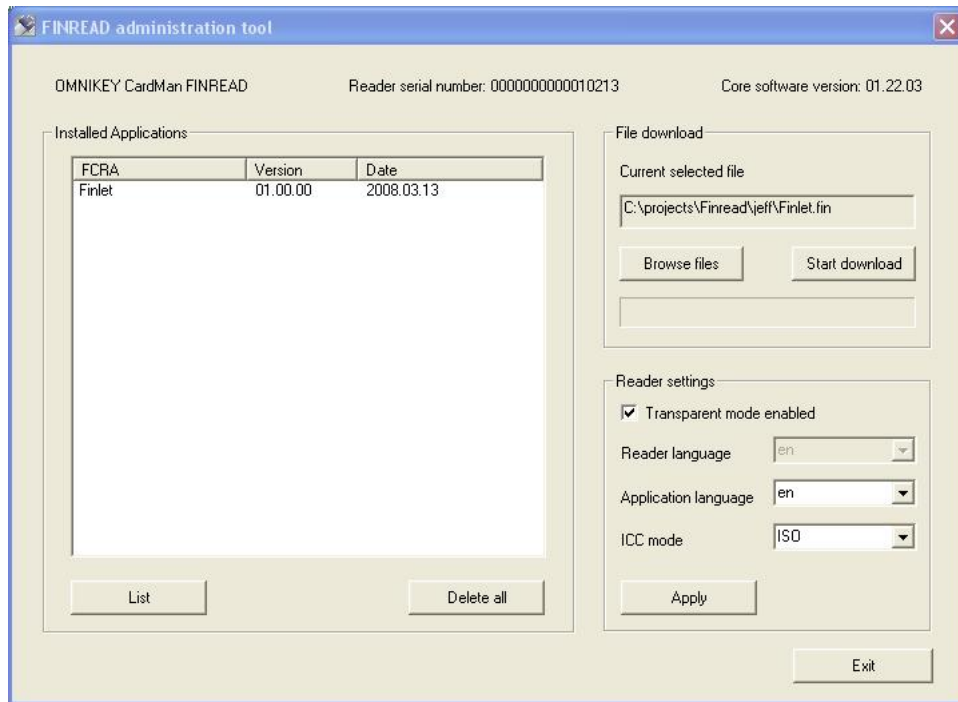 FINREAD administration tool
OMNIKEY CardMan FINREAD
Reader serial number: 0000000000010213
Core software version: 01.22.03
Installed Applications
FCRA Version Date
Finlet 01.00.00 2008.03.13
List
Delete all
File download
Current selected file
C:\projects\Finread\jeff\Finlet.fin
Browse files
Start download
Reader settings
Transparent mode enabled
Reader language en
Application language en
ICC mode ISO
Apply
Exit